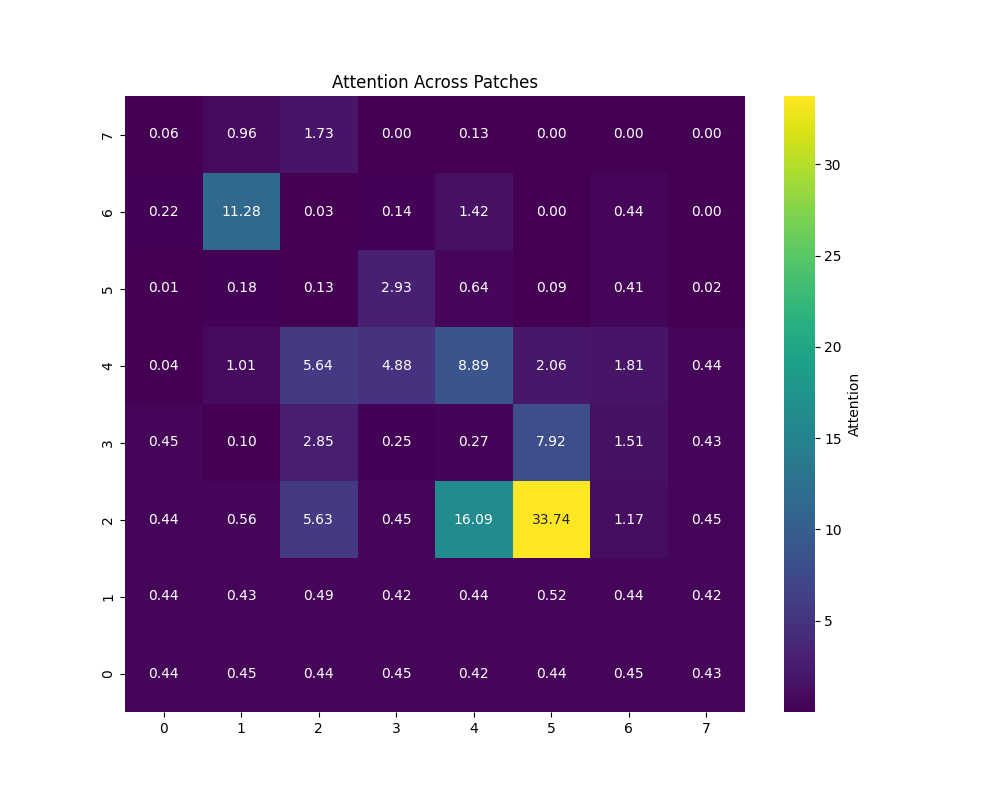 Attention Across Patches
7 0.06 0.96 1.73 0.00 0.13 0.00 0.00 0.00
6 0.22 11.28 0.03 0.14 1.42 0.00 0.44 0.00
5 0.01 0.18 0.13 2.93 0.64 0.09 0.41 0.02
4 0.04 1.01 5.64 4.88 8.89 2.06 1.81 0.44
3 0.45 0.10 2.85 0.25 0.27 7.92 1.51 0.43
2 0.44 0.56 5.63 0.45 16.09 33.74 1.17 0.45
1 0.44 0.43 0.49 0.42 0.44 0.52 0.44 0.42
0 0.44 0.45 0.44 0.45 0.42 0.44 0.45 0.43
0 1 2 3 4 5 6 7
30
25
20
15
10
5
Attention